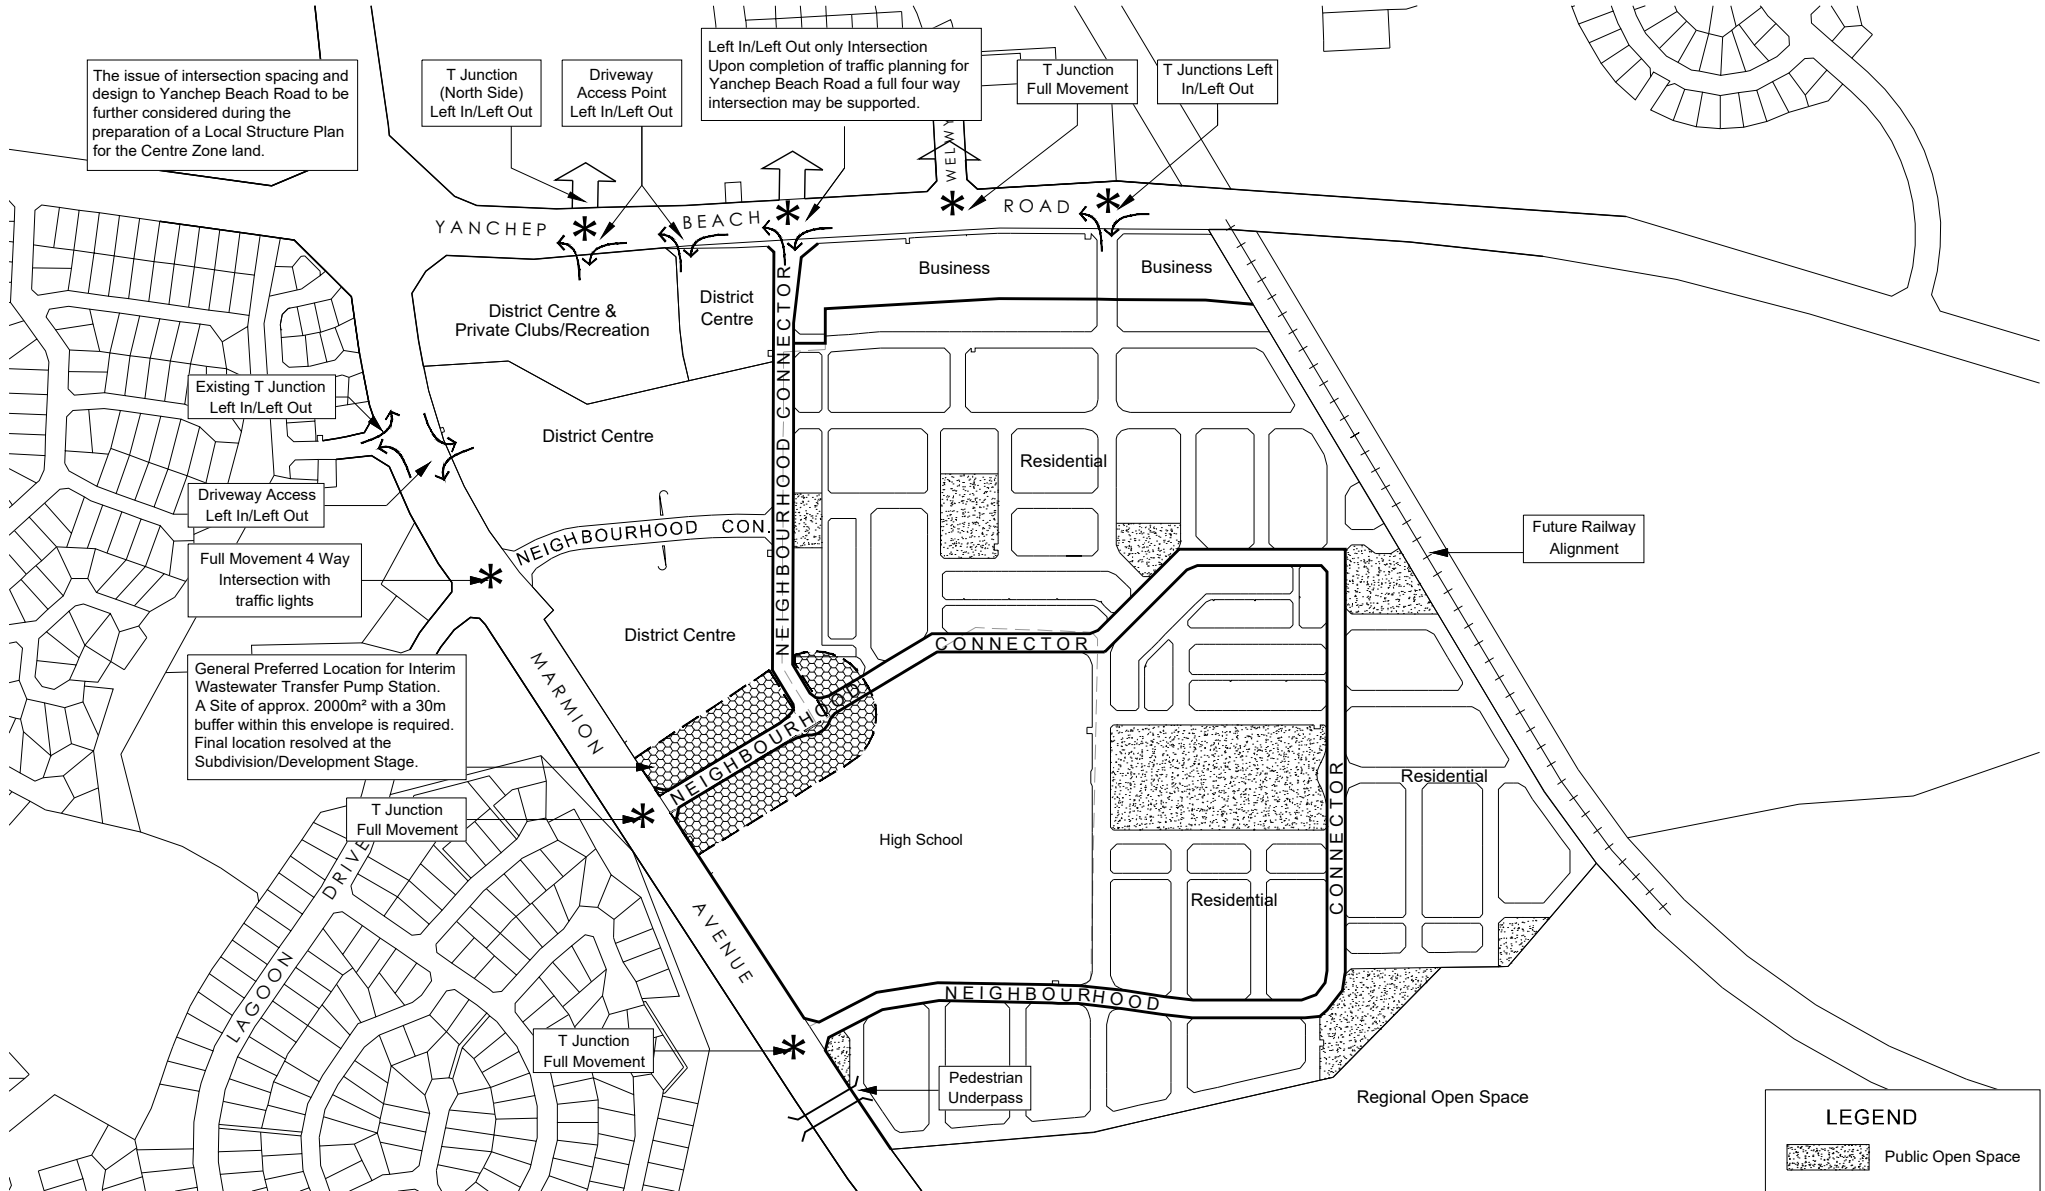 The issue of intersection spacing and
design to Yanchep Beach Road to be
further considered during the
preparation of a Local Structure Plan
for the Centre Zone land.
T Junction
(North Side)
Left In/Left Out
Driveway
Access Point
Left In/Left Out
Left In/Left Out only Intersection
Upon completion of traffic planning for
Yanchep Beach Road a full four way
intersection may be supported.
T Junction
Full Movement
T Junctions Left
In/Left Out
YANCHEP BEACH ROAD
Business
Business
District Centre &
Private Clubs/Recreation
District
Centre
NEIGHBOURHOOD CONNECTOR
Existing T Junction
Left In/Left Out
District Centre
Residential
Driveway Access
Left In/Left Out
NEIGHBOURHOOD CON.
Future Railway
Alignment
Full Movement 4 Way
Intersection with
traffic lights
District Centre
General Preferred Location for Interim
Wastewater Transfer Pump Station.
A Site of approx. 2000m² with a 30m
buffer within this envelope is required.
Final location resolved at the
Subdivision/Development Stage.
MARMION AVENUE
NEIGHBOURHOOD CONNECTOR
Residential
T Junction
Full Movement
High School
CONNECTOR
Residential
LAGOON DRIVE
NEIGHBOURHOOD
T Junction
Full Movement
Pedestrian
Underpass
Regional Open Space
LEGEND
Public Open Space